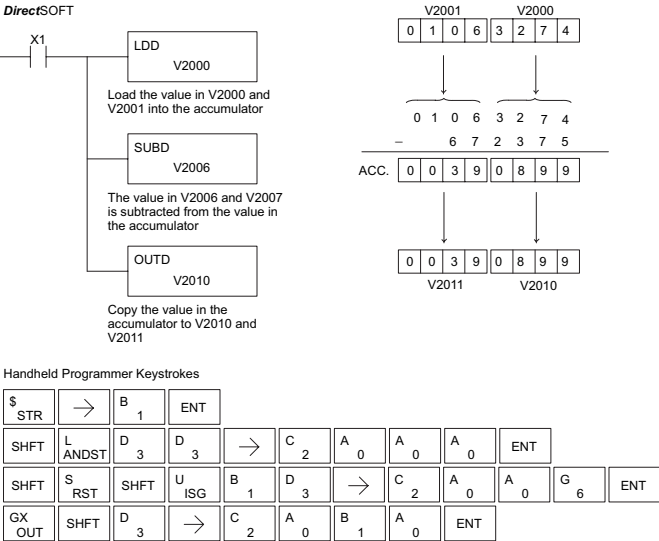 DirectSOFT
X1
LDD
V2000
Load the value in V2000 and
V2001 into the accumulator
SUBD
V2006
The value in V2006 and V2007
is subtracted from the value in
the accumulator
OUTD
V2010
Copy the value in the
accumulator to V2010 and
V2011
V2001 V2000
0 1 0 6 3 2 7 4
0 1 0 6 3 2 7 4
– 6 7 2 3 7 5
ACC. 0 0 3 9 0 8 9 9
0 0 3 9 0 8 9 9
V2011 V2010
Handheld Programmer Keystrokes
$ STR → B 1 ENT
SHFT L ANDST D 3 D 3 → C 2 A 0 A 0 A 0 ENT
SHFT S RST SHFT U ISG B 1 D 3 → C 2 A 0 A 0 G 6 ENT
GX OUT SHFT D 3 → C 2 A 0 B 1 A 0 ENT